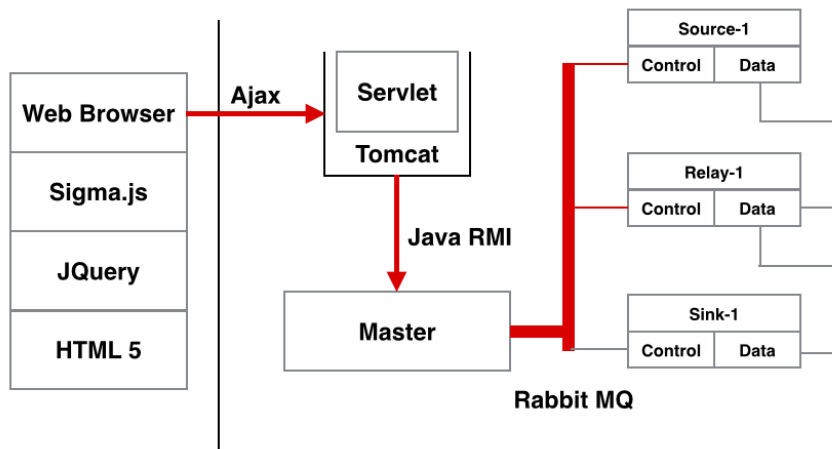 Web Browser
Sigma.js
JQuery
HTML 5
Ajax
Servlet
Tomcat
Java RMI
Master
Rabbit MQ
Source-1
Control Data
Relay-1
Control Data
Sink-1
Control Data